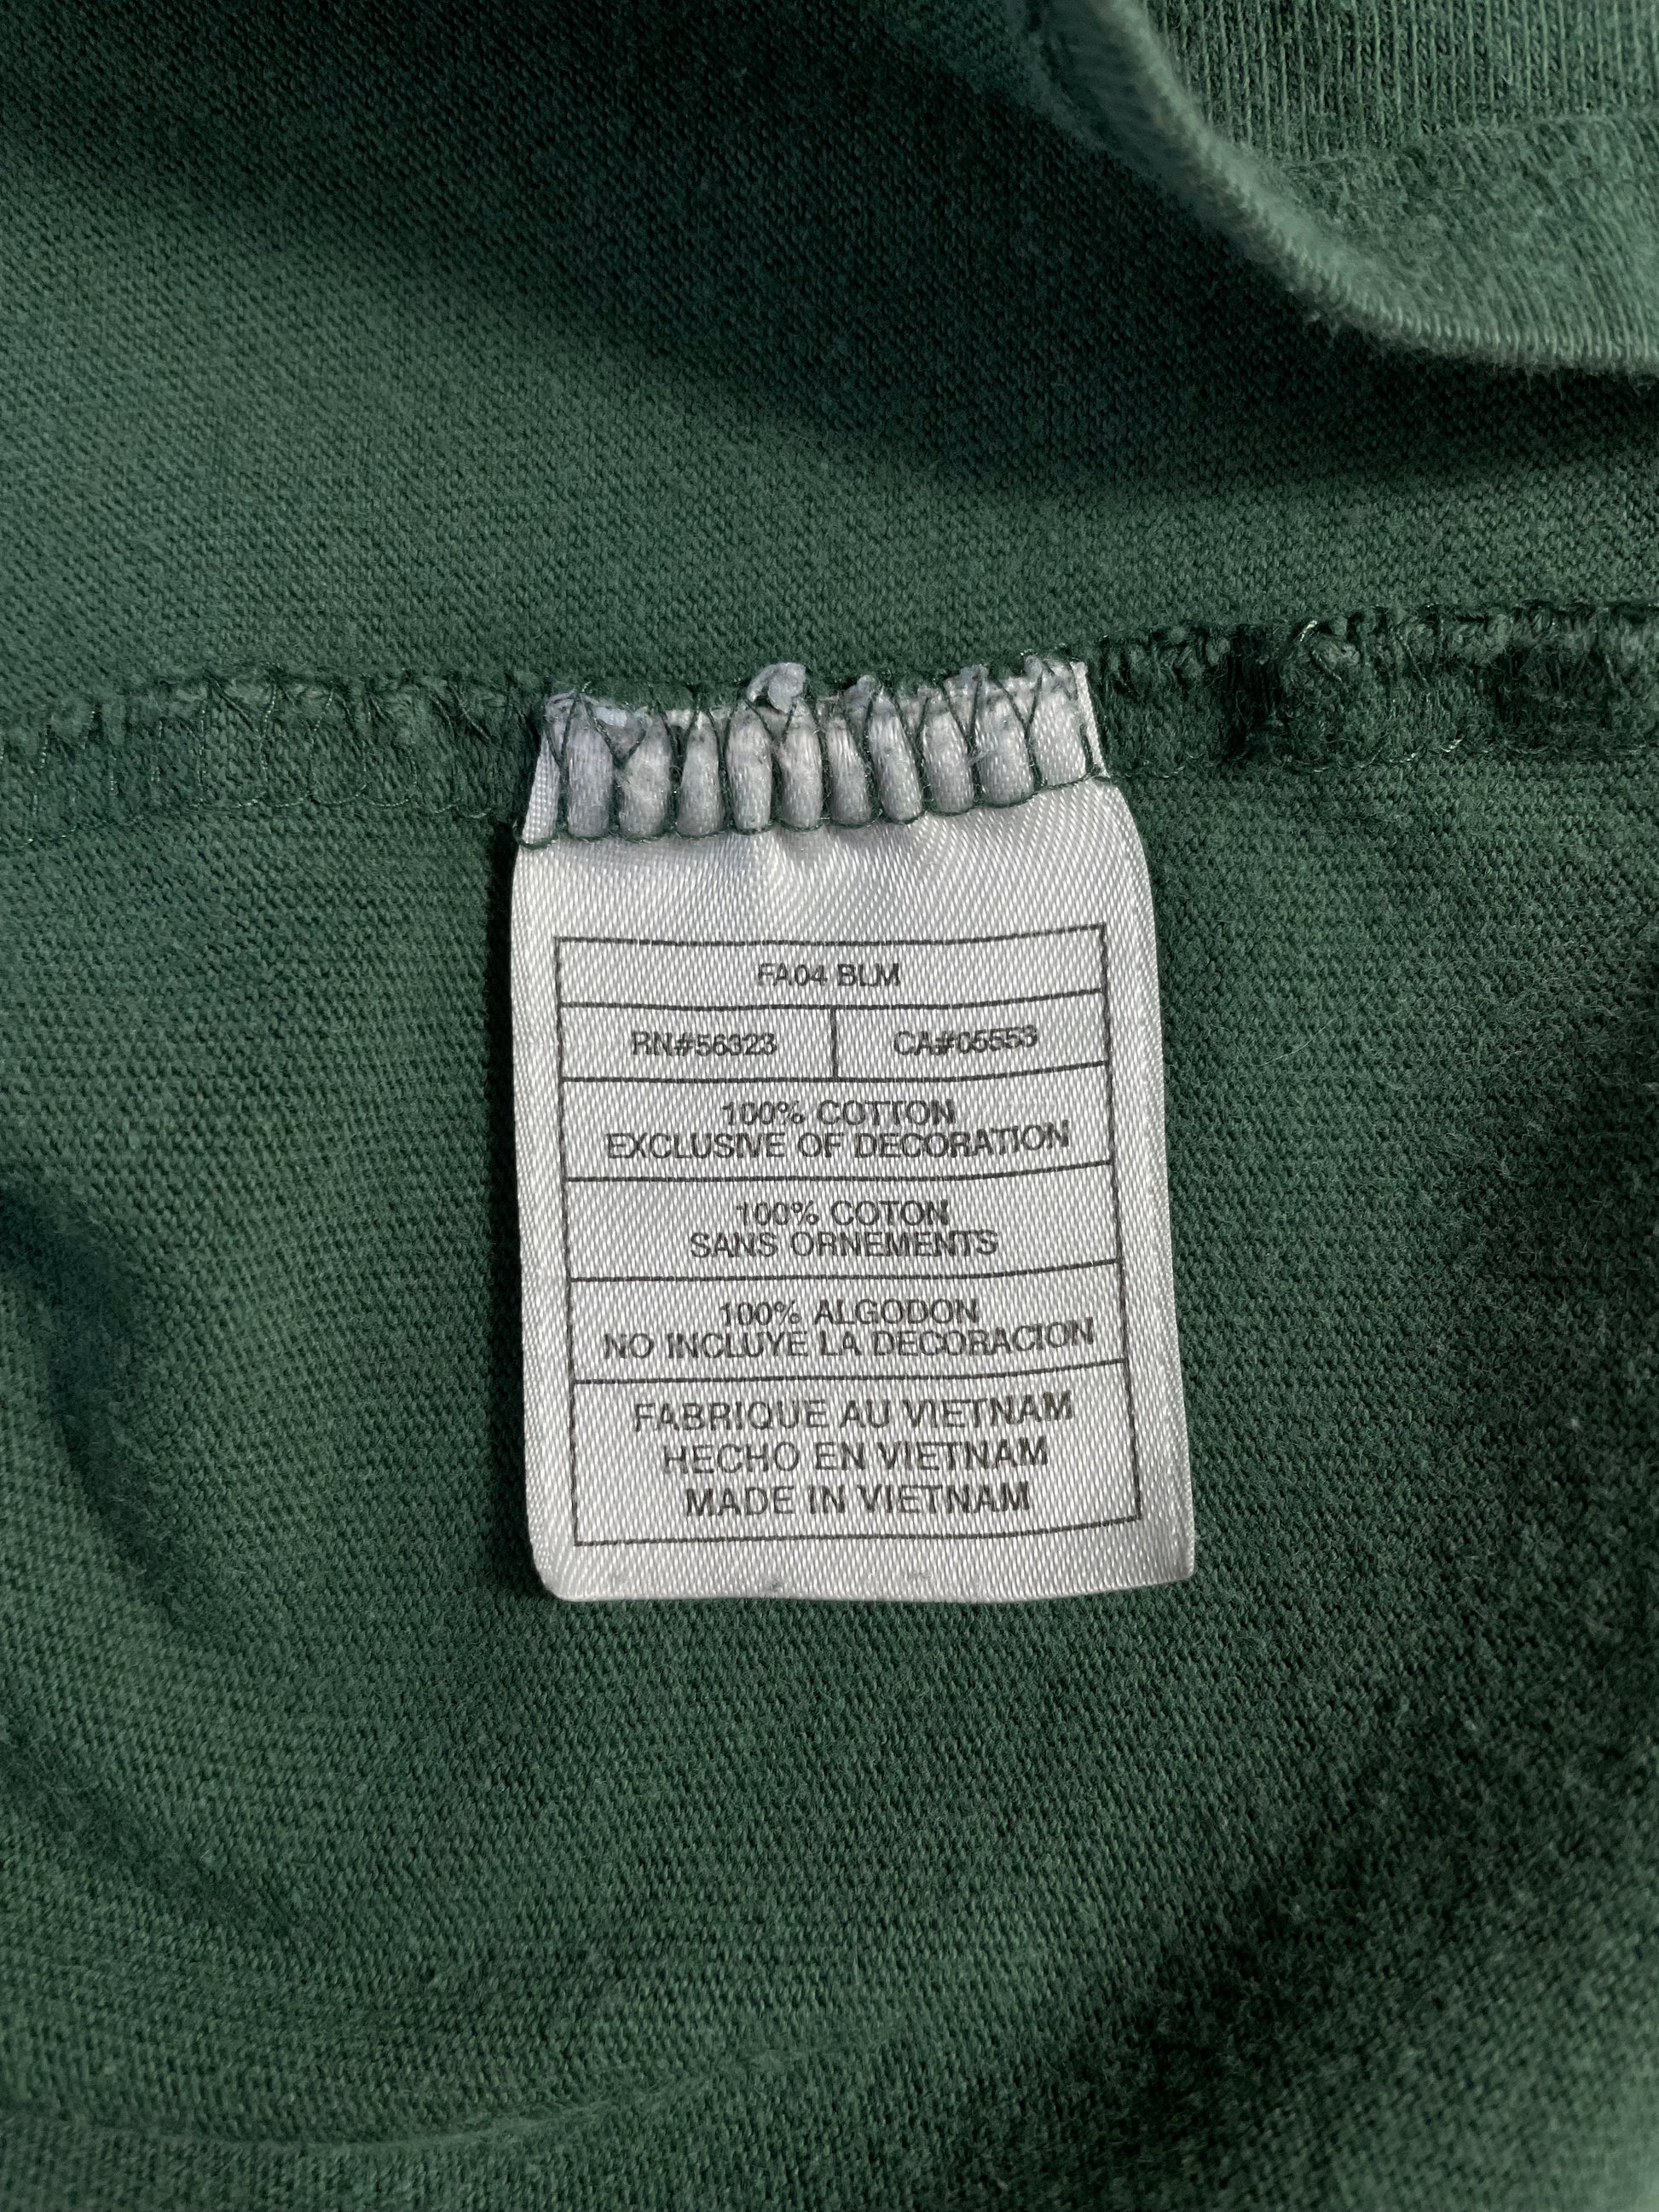 FA04 BLM
RN#56323 CA#05553
100% COTTON
EXCLUSIVE OF DECORATION
100% COTON
SANS ORNEMENTS
100% ALGODON
NO INCLUYE LA DECORACION
FABRIQUE AU VIETNAM
HECHO EN VIETNAM
MADE IN VIETNAM